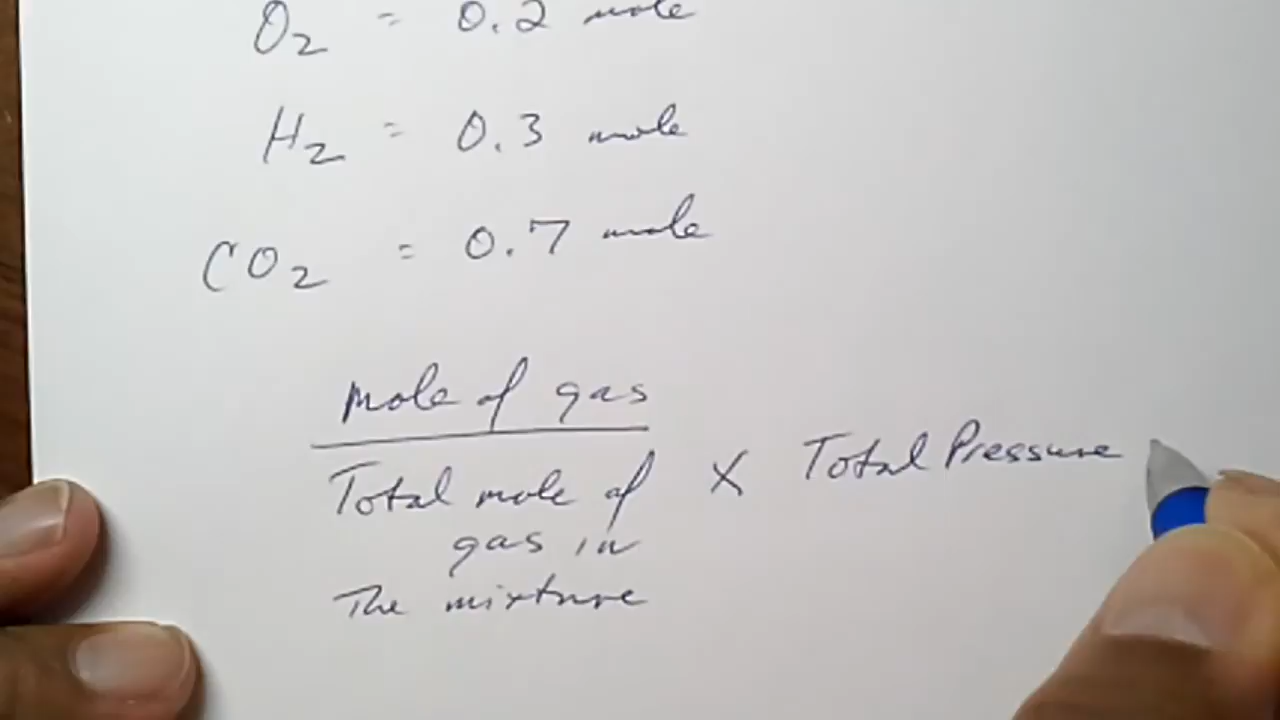 O2 = 0.2 mole
H2 = 0.3 mole
CO2 = 0.7 mole
mole of gas
Total mole of X Total Pressure
gas in
The mixture